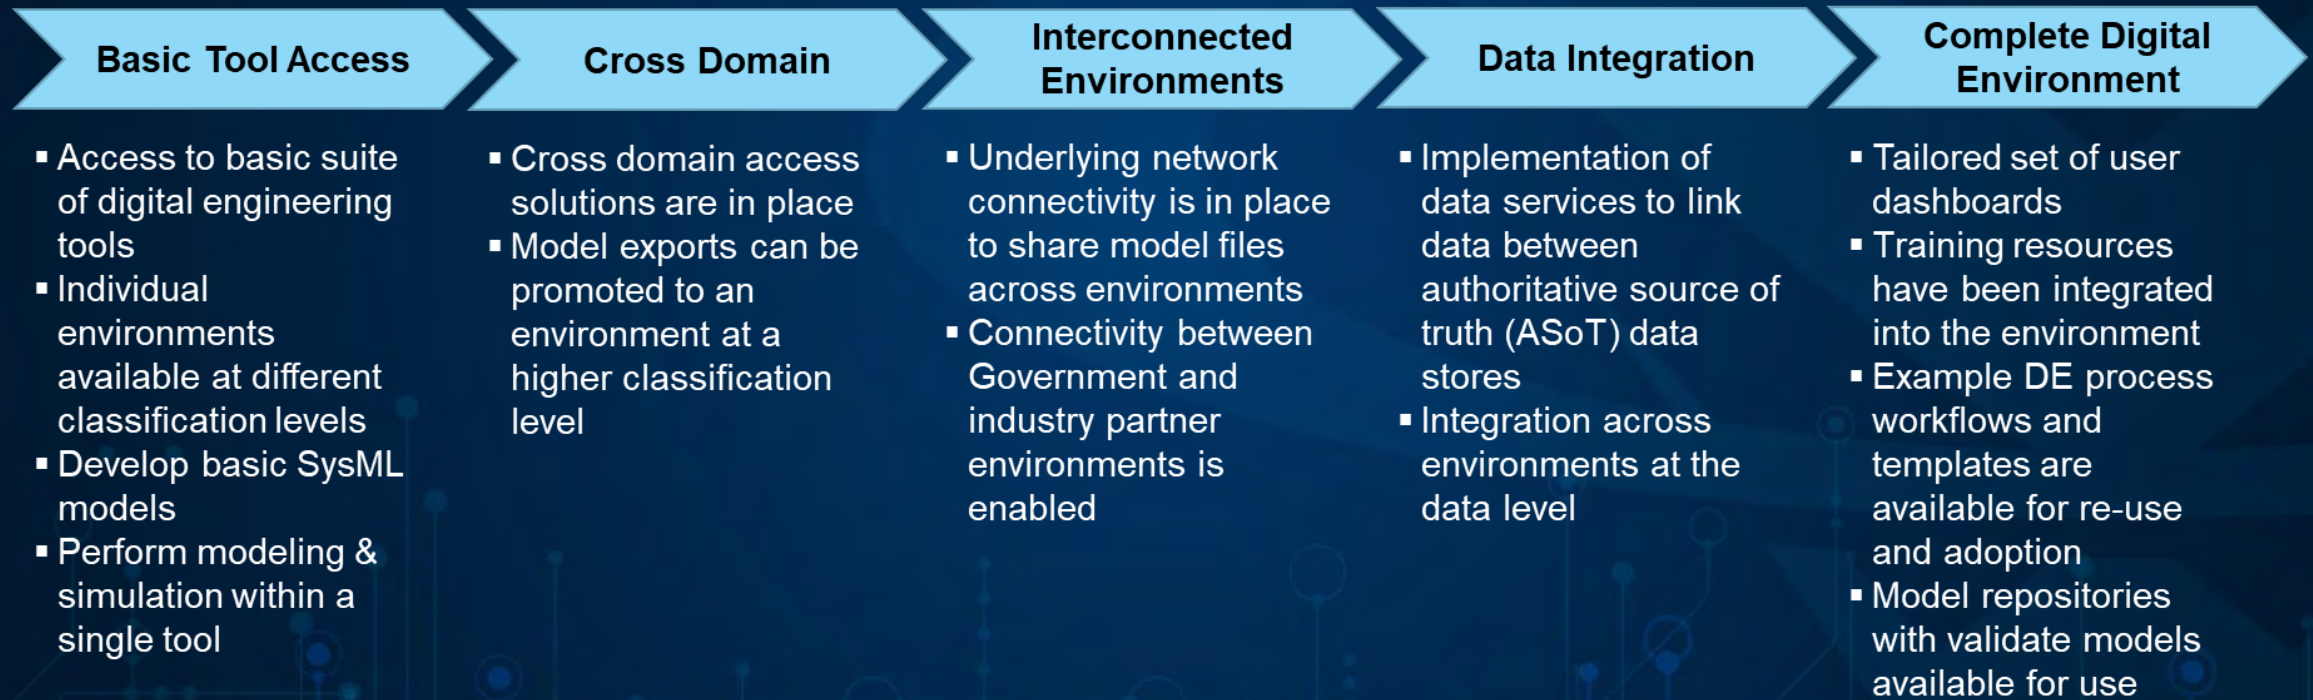 Basic Tool Access
Cross Domain
Interconnected
Environments
Data Integration
Complete Digital
Environment
▪ Access to basic suite
of digital engineering
tools
▪ Individual
environments
available at different
classification levels
▪ Develop basic SysML
models
▪ Perform modeling &
simulation within a
single tool
▪ Cross domain access
solutions are in place
▪ Model exports can be
promoted to an
environment at a
higher classification
level
▪ Underlying network
connectivity is in place
to share model files
across environments
▪ Connectivity between
Government and
industry partner
environments is
enabled
▪ Implementation of
data services to link
data between
authoritative source of
truth (ASoT) data
stores
▪ Integration across
environments at the
data level
▪ Tailored set of user
dashboards
▪ Training resources
have been integrated
into the environment
▪ Example DE process
workflows and
templates are
available for re-use
and adoption
▪ Model repositories
with validate models
available for use